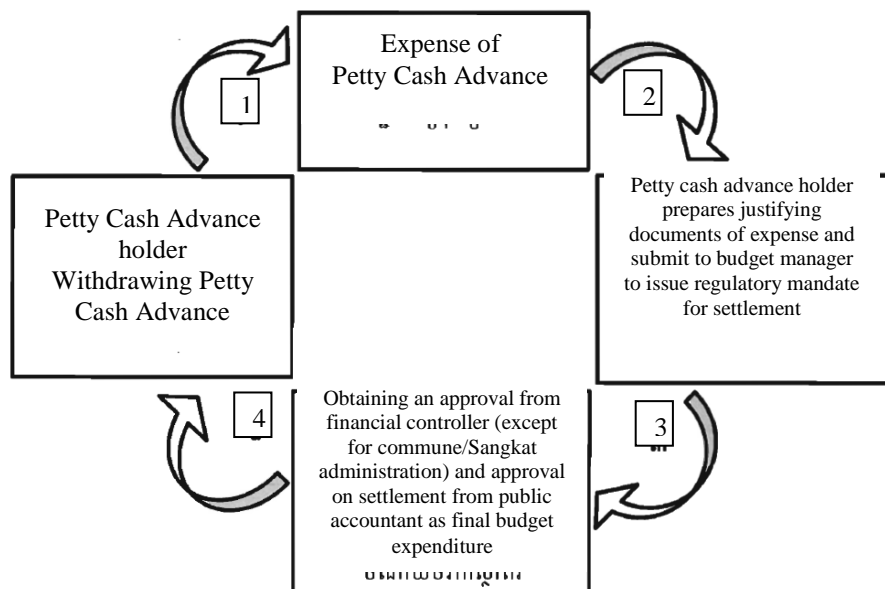 Expense of
Petty Cash Advance
1
2
Petty Cash Advance
holder
Withdrawing Petty
Cash Advance
Petty cash advance holder
prepares justifying
documents of expense and
submit to budget manager
to issue regulatory mandate
for settlement
4
3
Obtaining an approval from
financial controller (except
for commune/Sangkat
administration) and approval
on settlement from public
accountant as final budget
expenditure